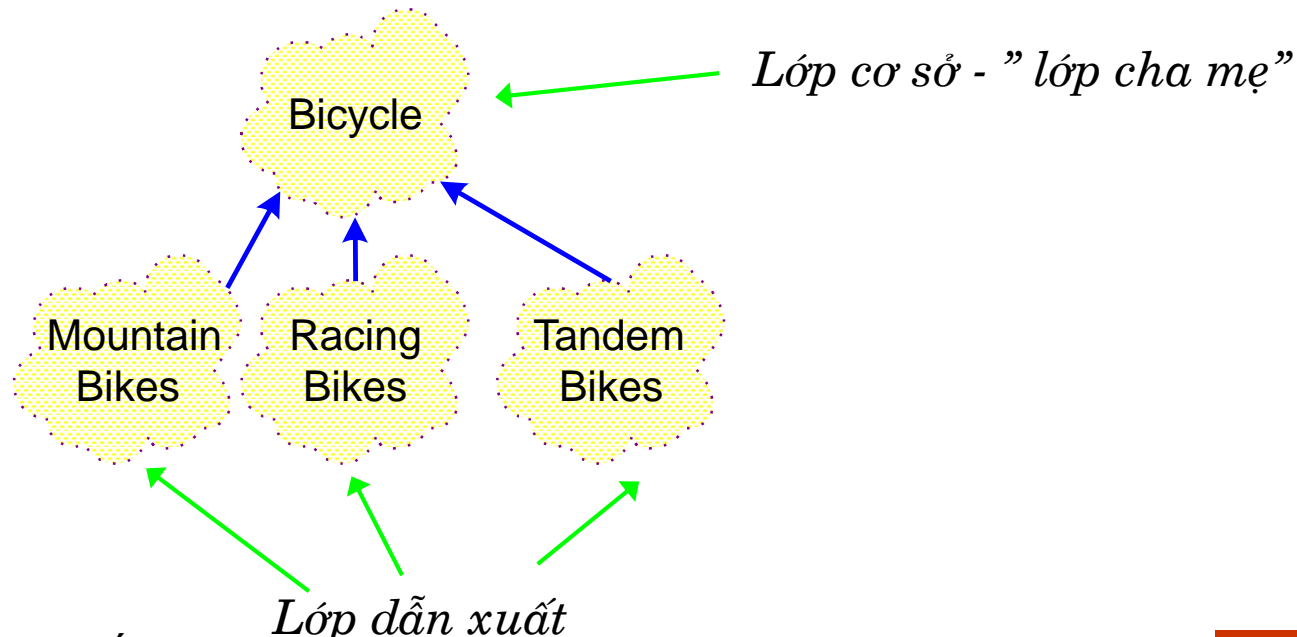 Lớp cơ sở - ” lớp cha mẹ”
Bicycle
Mountain
Bikes
Racing
Bikes
Tandem
Bikes
Lớp dẫn xuất